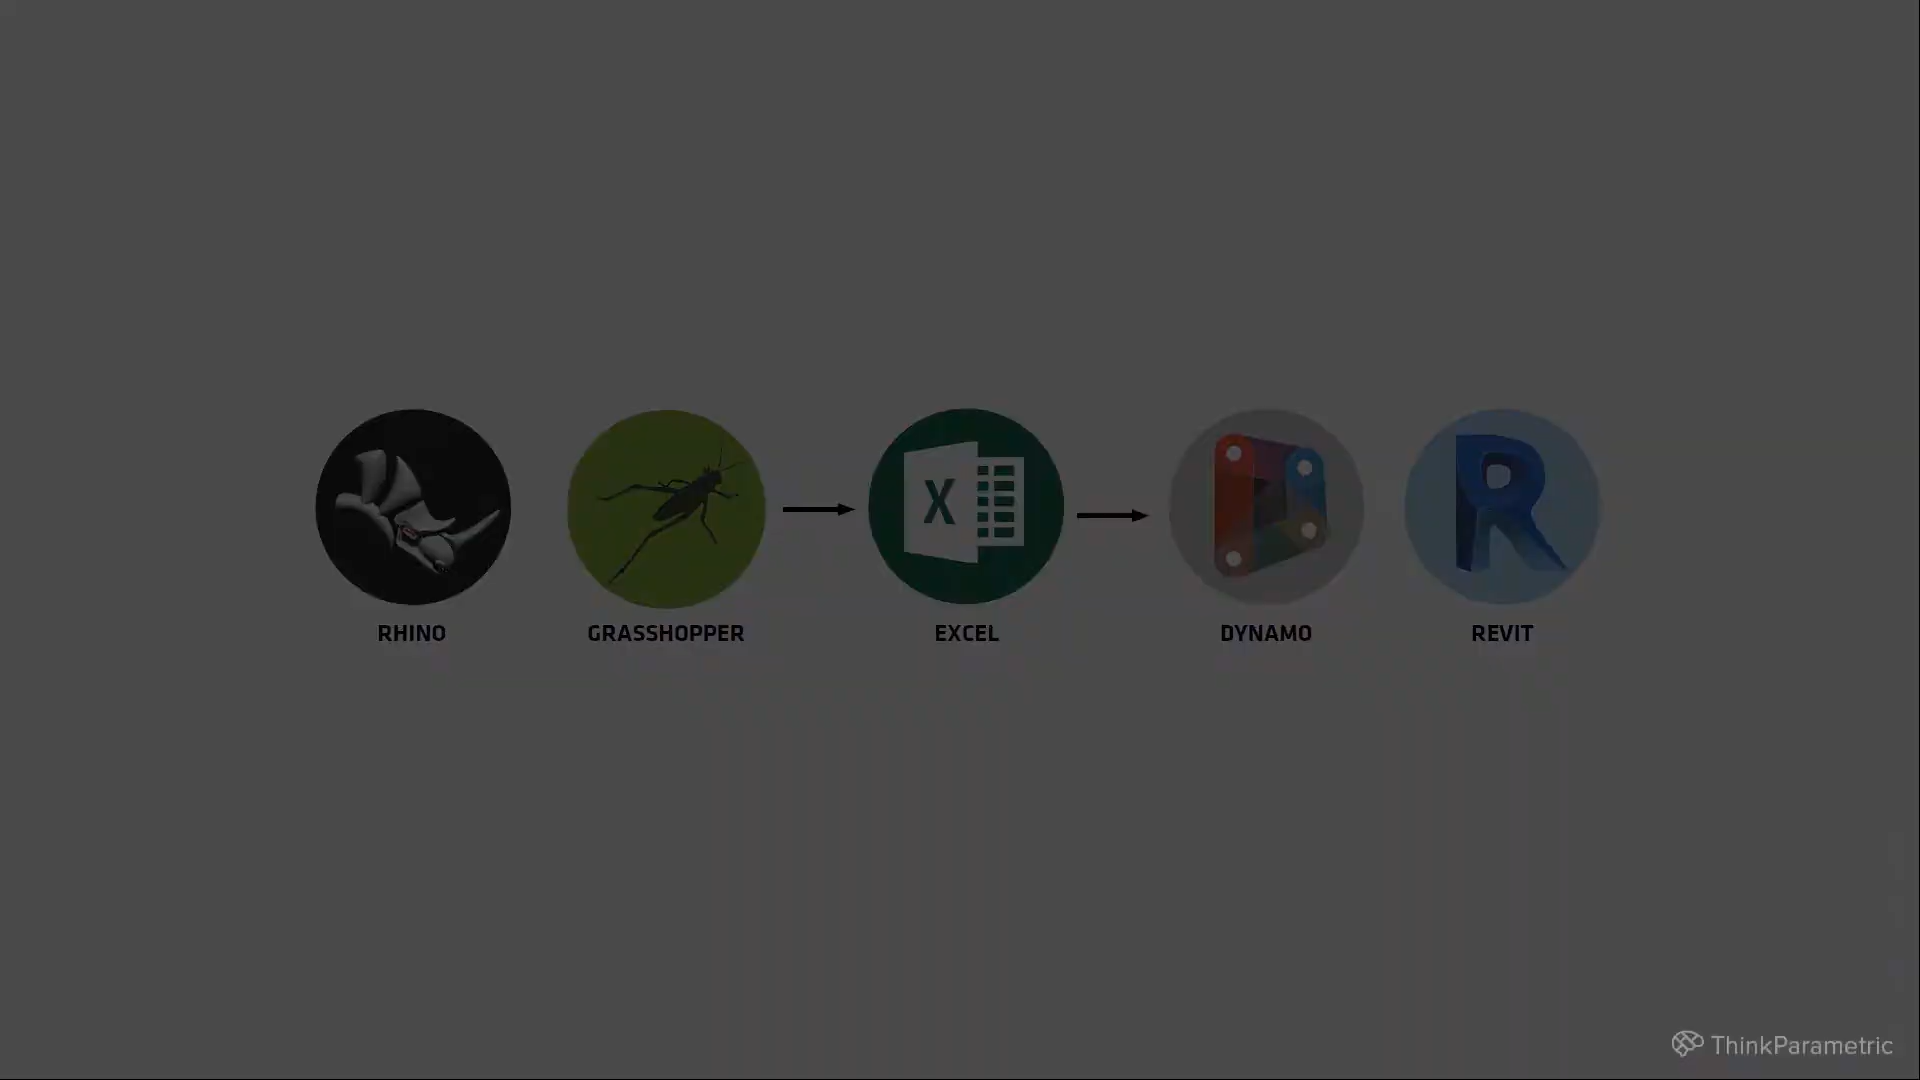 RHINO
GRASSHOPPER
X
EXCEL
DYNAMO
R
REVIT
ThinkParametric